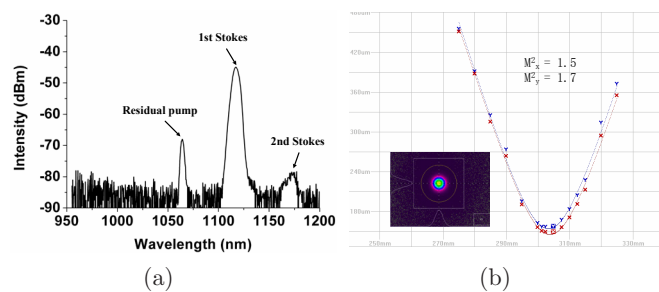 -30
-40
-50
-60
-70
-80
-90
Intensity (dBm)
1st Stokes
Residual pump
2nd Stokes
950 1000 1050 1100 1150 1200
Wavelength (nm)
(a)
420um
360um
300um
240um
180um
M²x = 1.5
M²y = 1.7
250mm 270mm 290mm 310mm 330mm
(b)